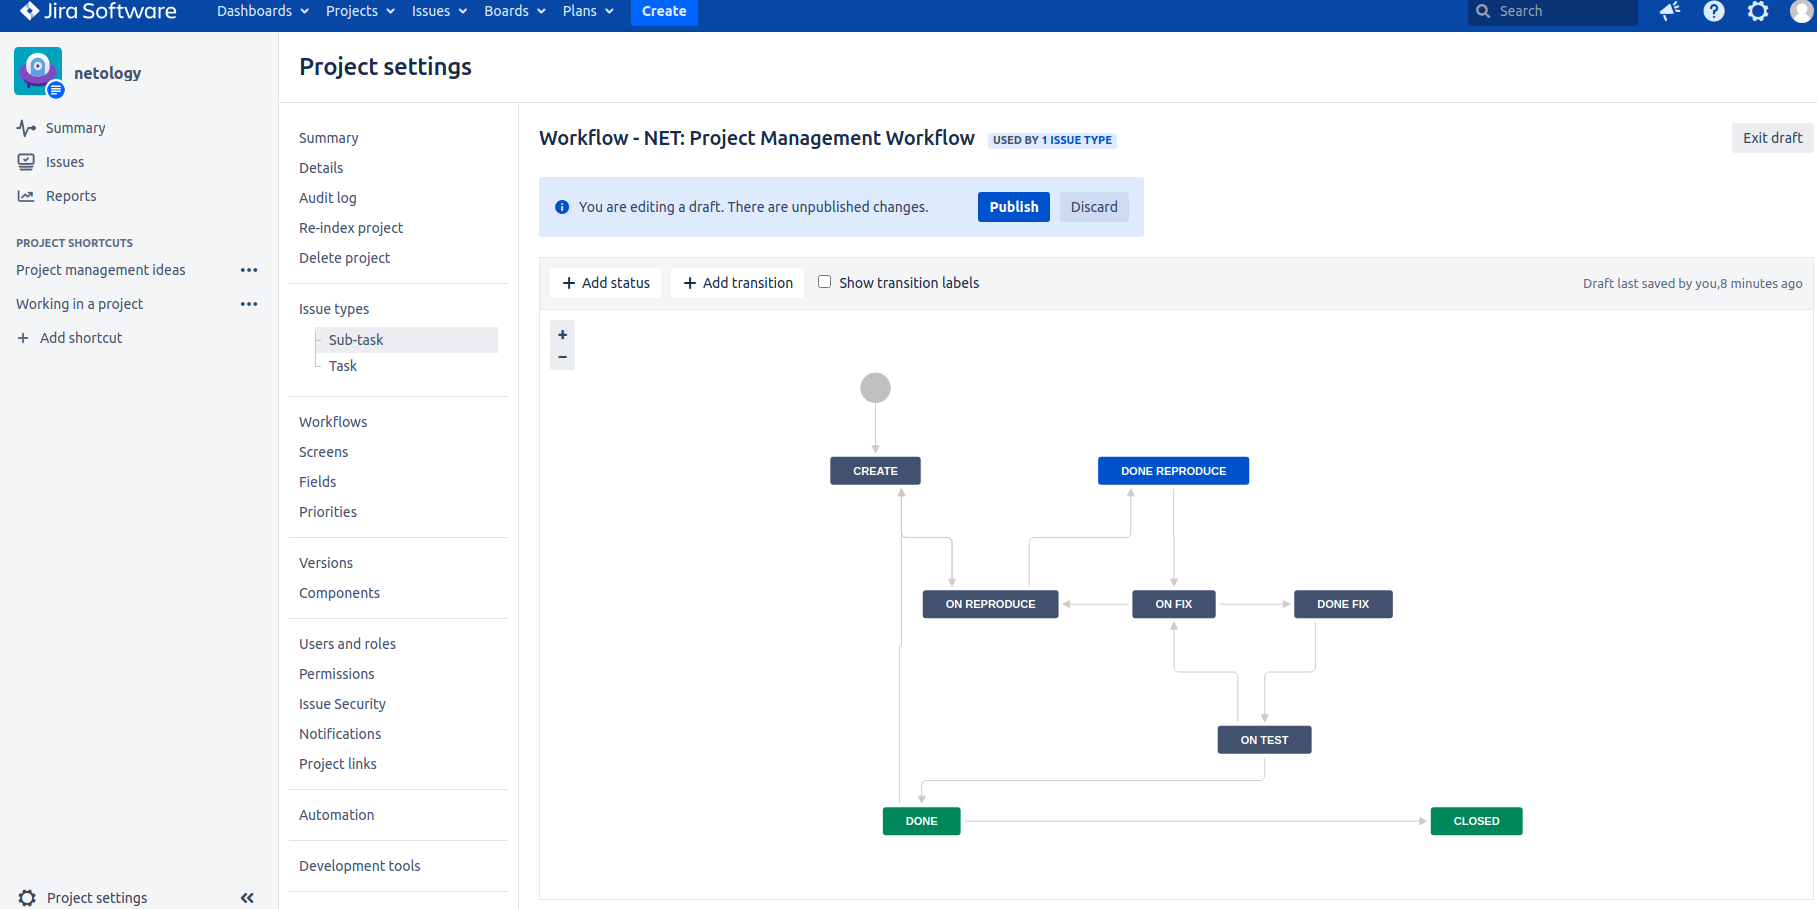 Jira Software
Dashboards
Projects
Issues
Boards
Plans
Create
Search
netology
Summary
Issues
Reports
PROJECT SHORTCUTS
Project management ideas
Working in a project
+ Add shortcut
Project settings
Project settings
Summary
Details
Audit log
Re-index project
Delete project
Issue types
Sub-task
Task
Workflows
Screens
Fields
Priorities
Versions
Components
Users and roles
Permissions
Issue Security
Notifications
Project links
Automation
Development tools
Workflow - NET: Project Management Workflow
USED BY 1 ISSUE TYPE
Exit draft
You are editing a draft. There are unpublished changes.
Publish
Discard
+ Add status
+ Add transition
Show transition labels
Draft last saved by you,8 minutes ago
+
−
CREATE
DONE REPRODUCE
ON REPRODUCE
ON FIX
DONE FIX
ON TEST
DONE
CLOSED